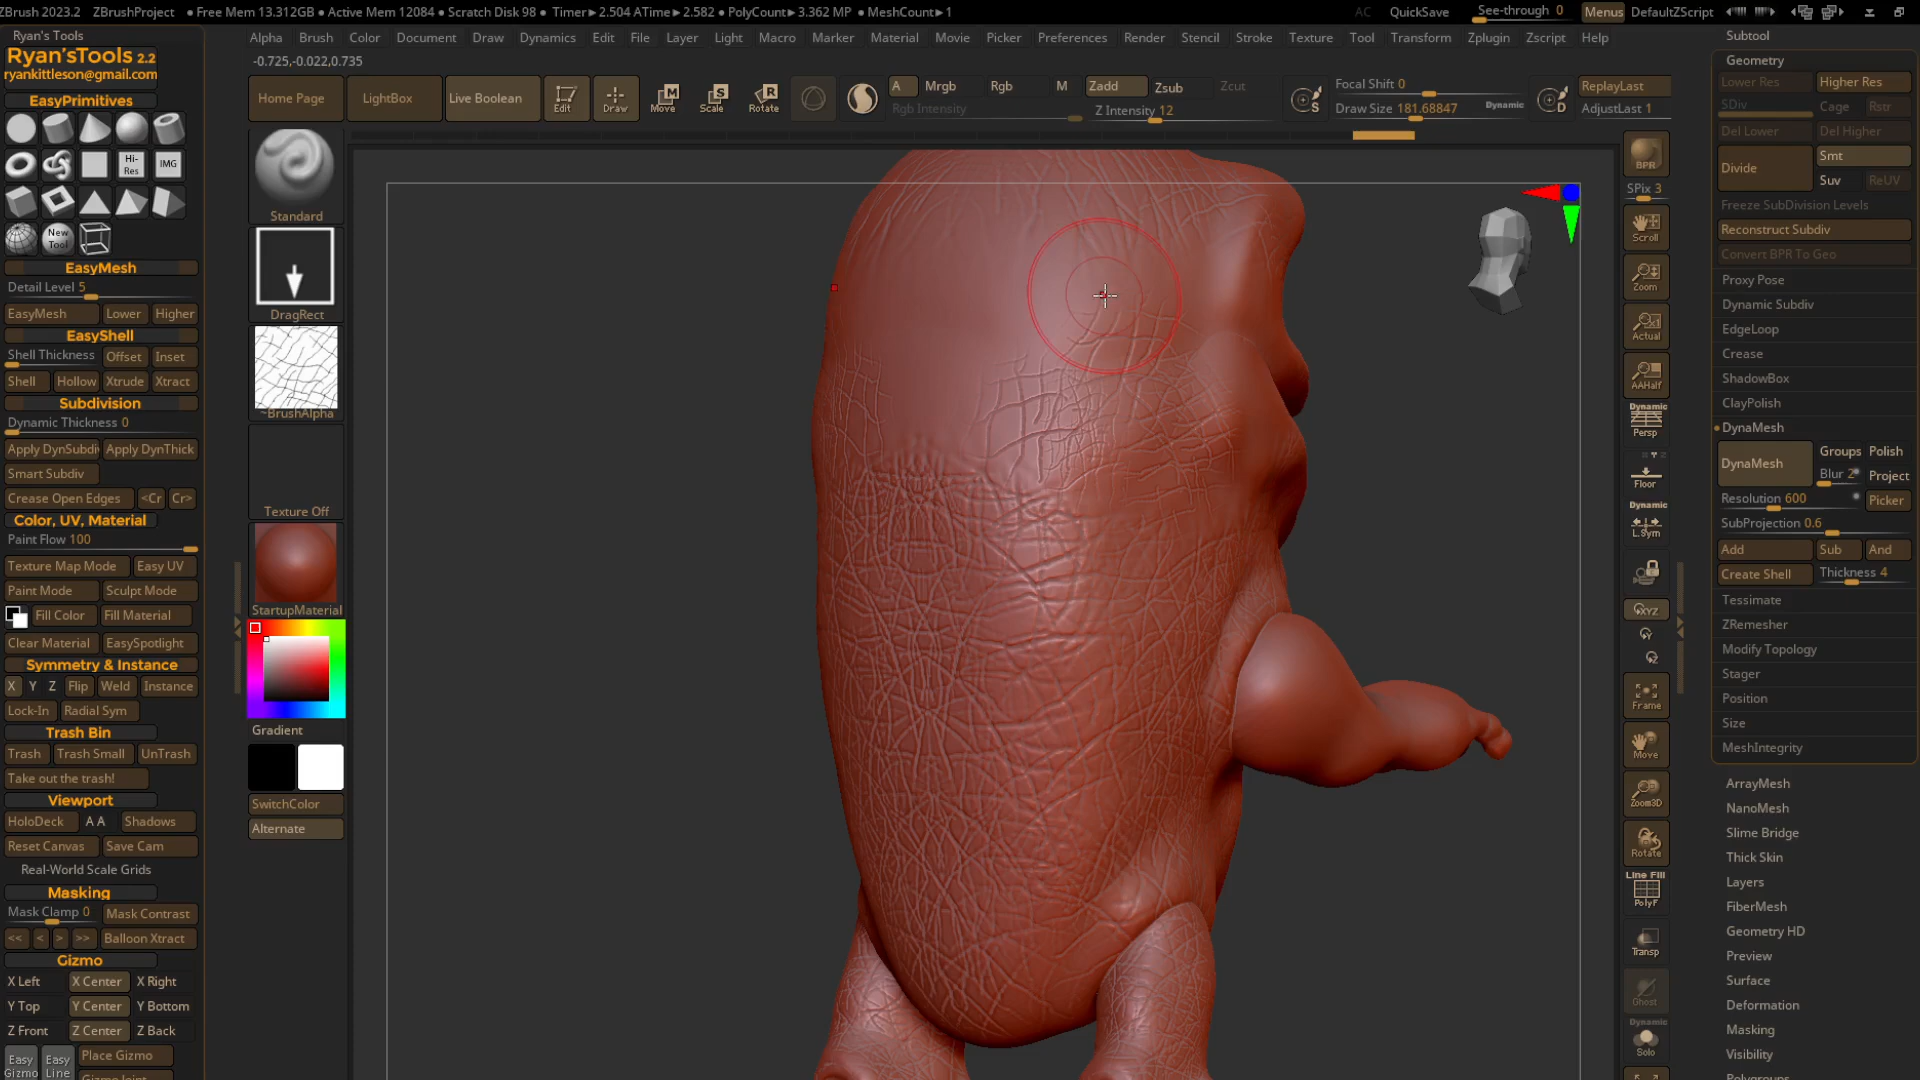 ZBrush 2023.2 ZBrushProject ● Free Mem 13.312GB ● Active Mem 12084 ● Scratch Disk 98 ● Timer►2.504 ATime►2.582 ● PolyCount►3.362 MP ● MeshCount►1 AC QuickSave See-through 0 Menus DefaultZScript
Ryan's Tools
Ryan'sTools 2.2
ryankittleson@gmail.com
EasyPrimitives
Hi-Res
IMG
New Tool
EasyMesh
Detail Level 5
EasyMesh Lower Higher
EasyShell
Shell Thickness Offset Inset
Shell Hollow Xtrude Xtract
Subdivision
Dynamic Thickness 0
Apply DynSubdiv Apply DynThick
Smart Subdiv
Crease Open Edges <Cr Cr>
Color, UV, Material
Paint Flow 100
Texture Map Mode Easy UV
Paint Mode Sculpt Mode
Fill Color Fill Material
Clear Material EasySpotlight
Symmetry & Instance
X Y Z Flip Weld Instance
Lock-In Radial Sym
Trash Bin
Trash Trash Small UnTrash
Take out the trash!
Viewport
HoloDeck A A Shadows
Reset Canvas Save Cam
Real-World Scale Grids
Masking
Mask Clamp 0 Mask Contrast
<< < > >> Balloon Xtract
Gizmo
X Left X Center X Right
Y Top Y Center Y Bottom
Z Front Z Center Z Back
Easy Gizmo Easy Line Place Gizmo
Gizmo Joint
Alpha Brush Color Document Draw Dynamics Edit File Layer Light Macro Marker Material Movie Picker Preferences Render Stencil Stroke Texture Tool Transform Zplugin Zscript Help
-0.725,-0.022,0.735
Home Page LightBox Live Boolean Edit Draw Move Scale Rotate
A Mrgb Rgb M Zadd Zsub Zcut
Rgb Intensity Z Intensity 12
S Focal Shift 0
Draw Size 181.68847 Dynamic
D ReplayLast
AdjustLast 1
Standard
DragRect
~BrushAlpha
Texture Off
StartupMaterial
Gradient
SwitchColor
Alternate
BPR
SPix 3
Scroll
Zoom
Actual
AAHalf
Dynamic
Persp
Floor
Dynamic
L.Sym
XYZ
Frame
Move
Zoom3D
Rotate
Line Fill
PolyF
Transp
Ghost
Dynamic
Solo
Subtool
Geometry
Lower Res Higher Res
SDiv Cage Rstr
Del Lower Del Higher
Divide Smt
Suv ReUV
Freeze SubDivision Levels
Reconstruct Subdiv
Convert BPR To Geo
Proxy Pose
Dynamic Subdiv
EdgeLoop
Crease
ShadowBox
ClayPolish
DynaMesh
DynaMesh Groups Polish
Blur 2 Project
Resolution 600 Picker
SubProjection 0.6
Add Sub And
Create Shell Thickness 4
Tessimate
ZRemesher
Modify Topology
Stager
Position
Size
MeshIntegrity
ArrayMesh
NanoMesh
Slime Bridge
Thick Skin
Layers
FiberMesh
Geometry HD
Preview
Surface
Deformation
Masking
Visibility
Polygroups